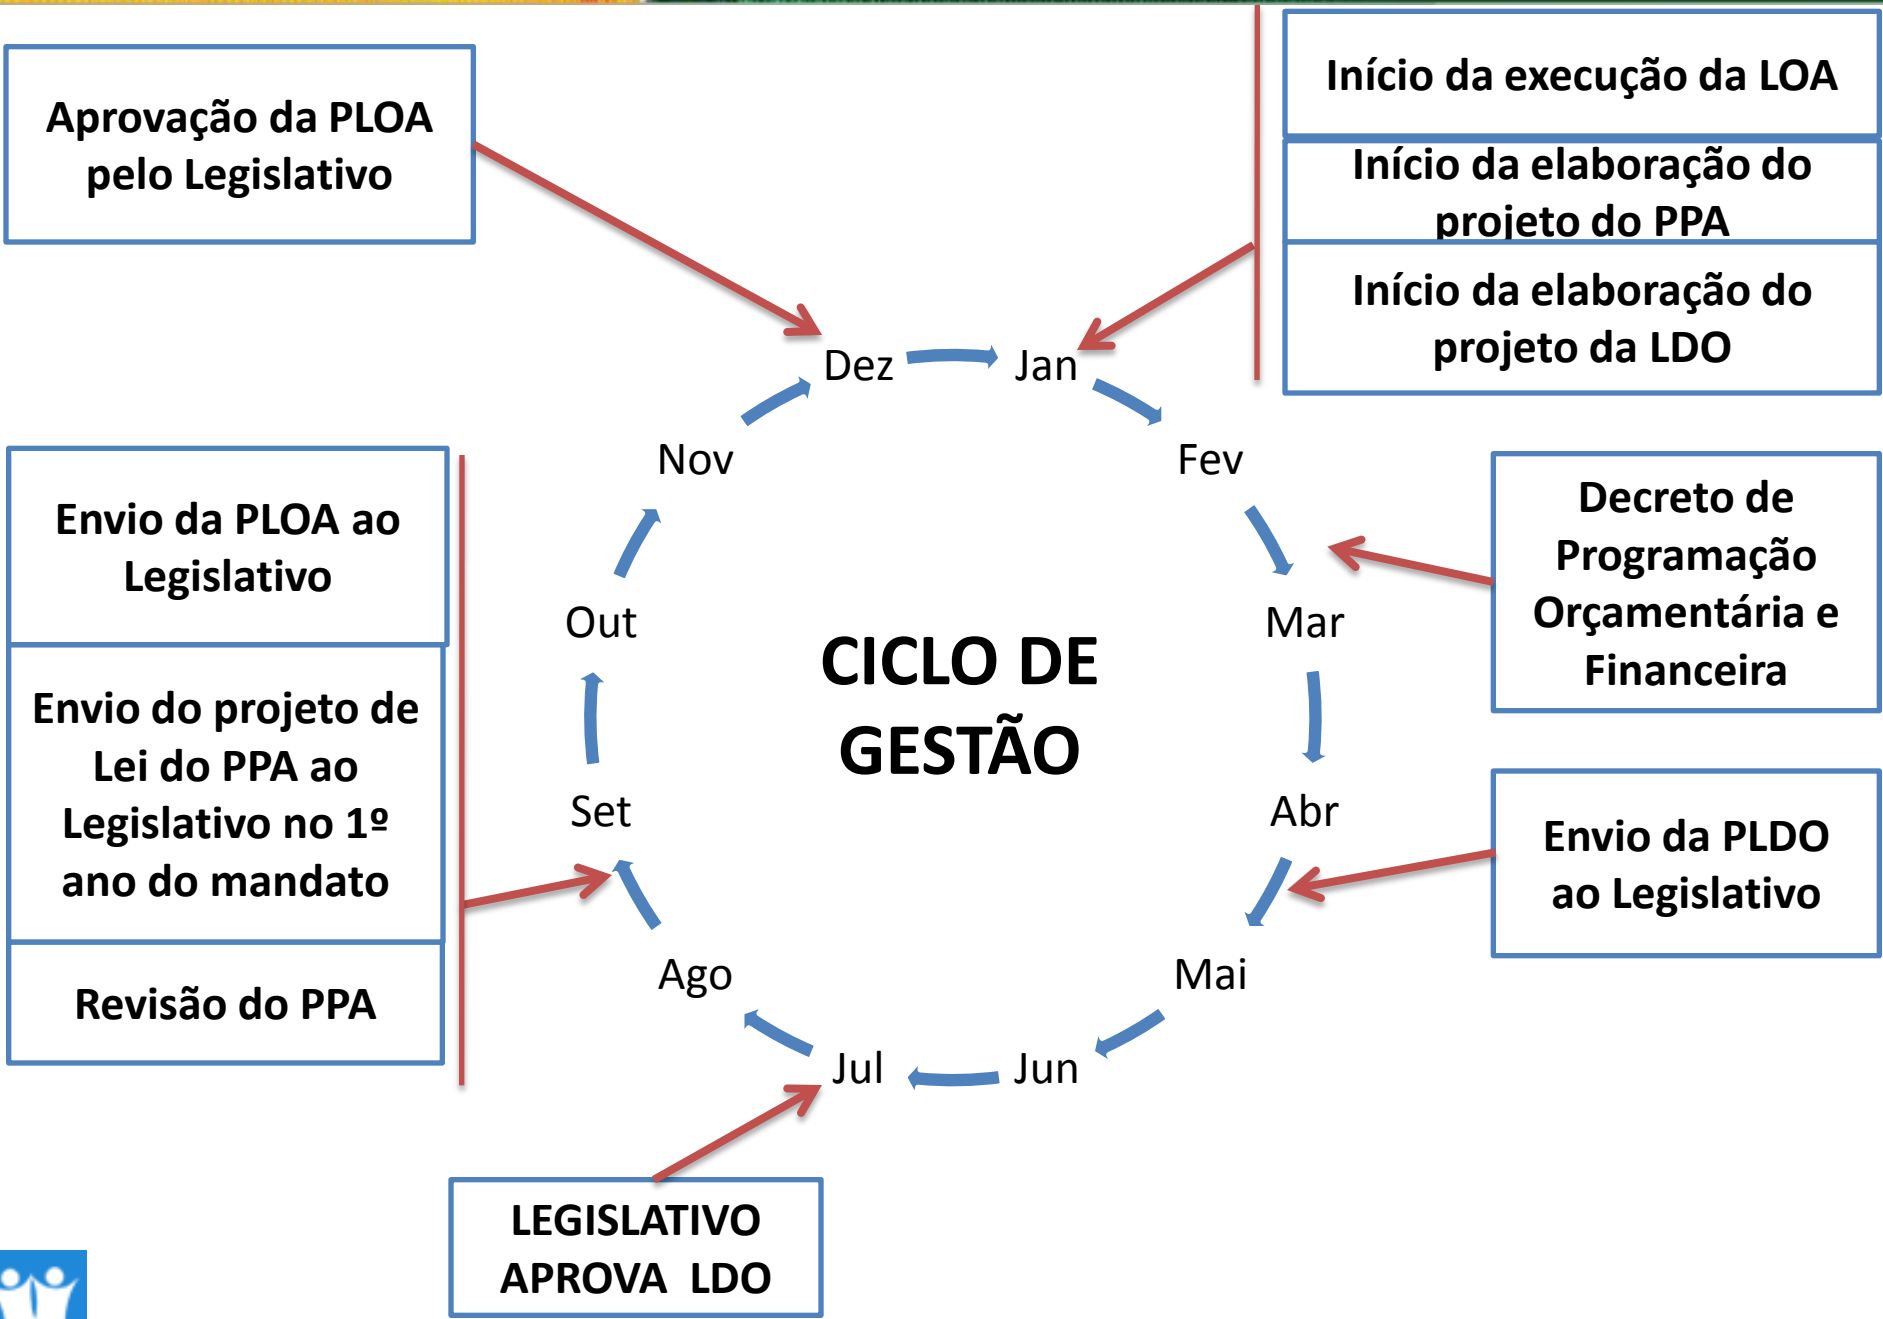 Aprovação da PLOA
pelo Legislativo
Início da execução da LOA
Início da elaboração do
projeto do PPA
Início da elaboração do
projeto da LDO
Dez
Jan
Nov
Fev
Envio da PLOA ao
Legislativo
Decreto de
Programação
Orçamentária e
Financeira
Out
Mar
CICLO DE
GESTÃO
Envio do projeto de
Lei do PPA ao
Legislativo no 1º
ano do mandato
Set
Abr
Envio da PLDO
ao Legislativo
Revisão do PPA
Ago
Mai
Jul
Jun
LEGISLATIVO
APROVA  LDO